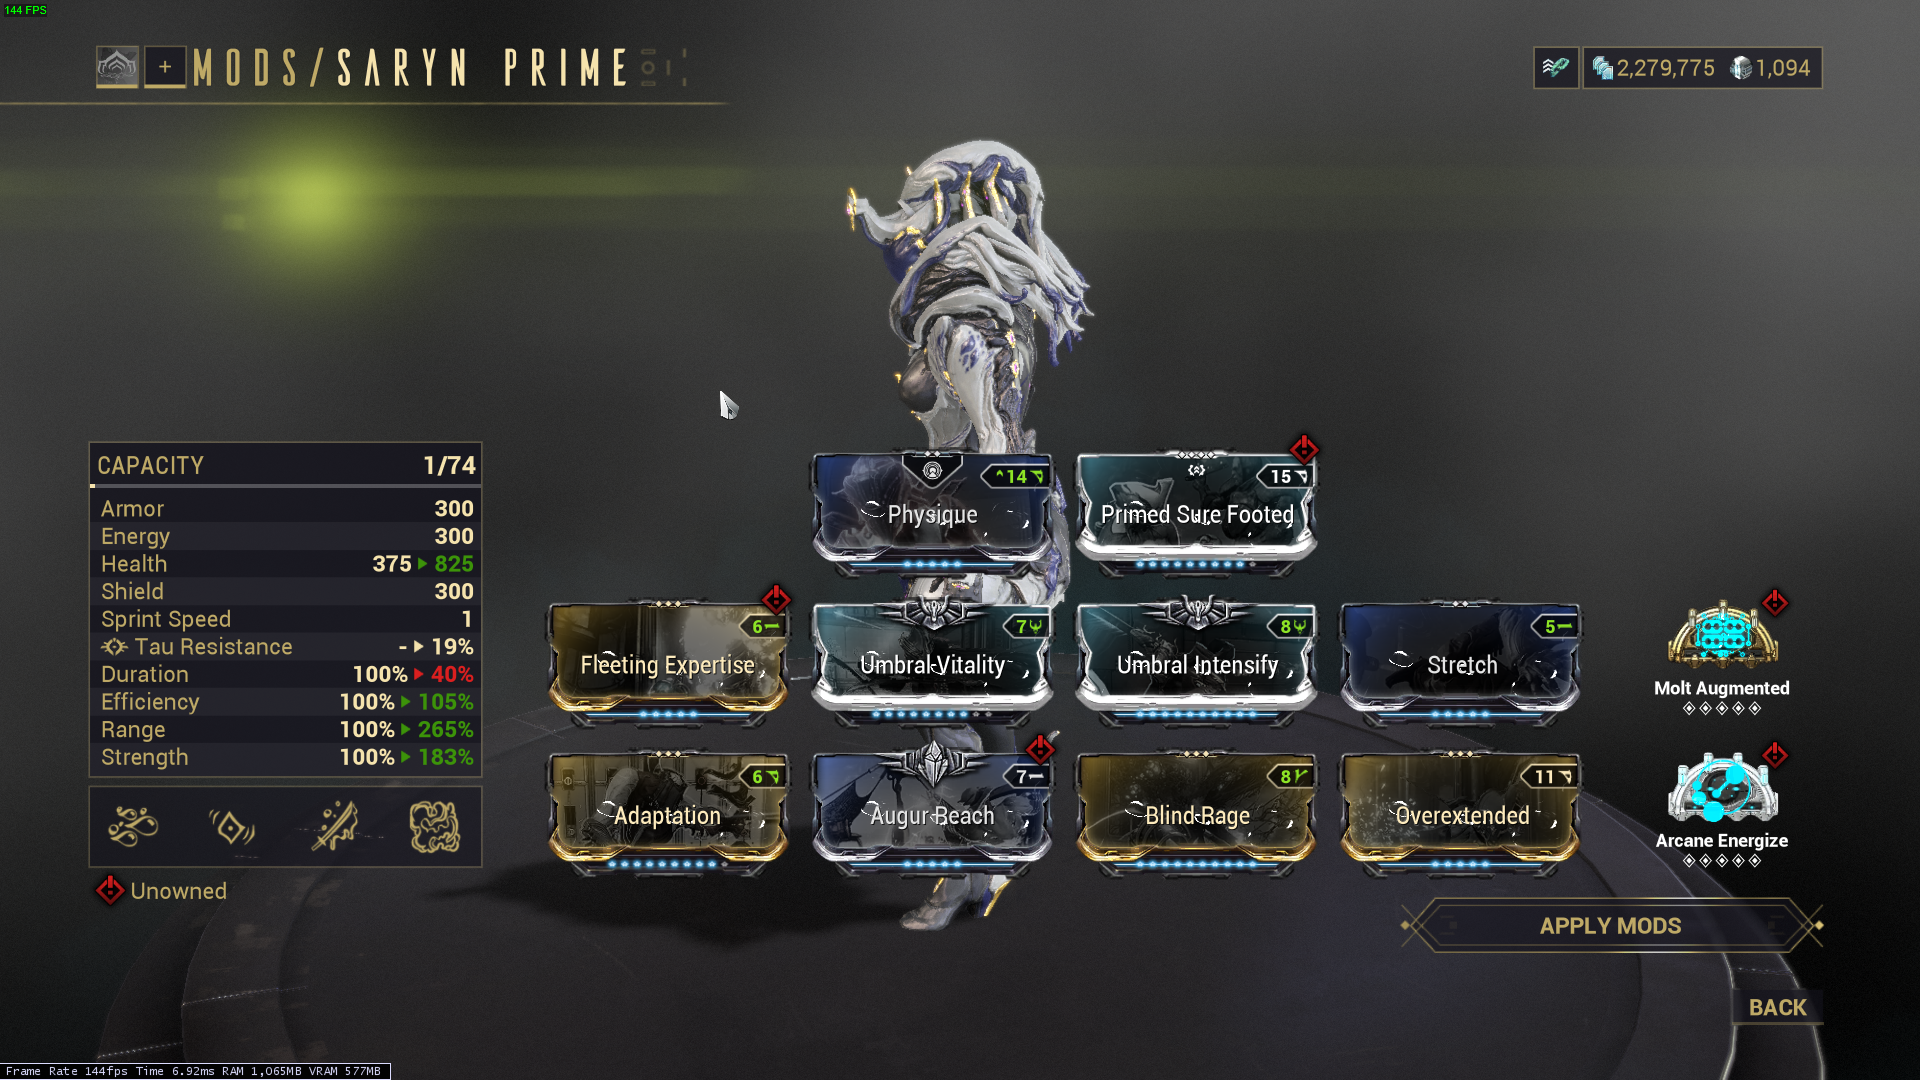 144 FPS
+
MODS/SARYN PRIME
2,279,775
1,094
CAPACITY 1/74
Armor 300
Energy 300
Health 375 825
Shield 300
Sprint Speed 1
Tau Resistance - 19%
Duration 100% 40%
Efficiency 100% 105%
Range 100% 265%
Strength 100% 183%
Unowned
14
Physique
15
Primed Sure Footed
6
Fleeting Expertise
7
Umbral Vitality
8
Umbral Intensify
5
Stretch
Molt Augmented
6
Adaptation
7
Augur Reach
8
Blind Rage
11
Overextended
Arcane Energize
APPLY MODS
BACK
Frame Rate 144fps Time 6.92ms RAM 1,065MB VRAM 577MB